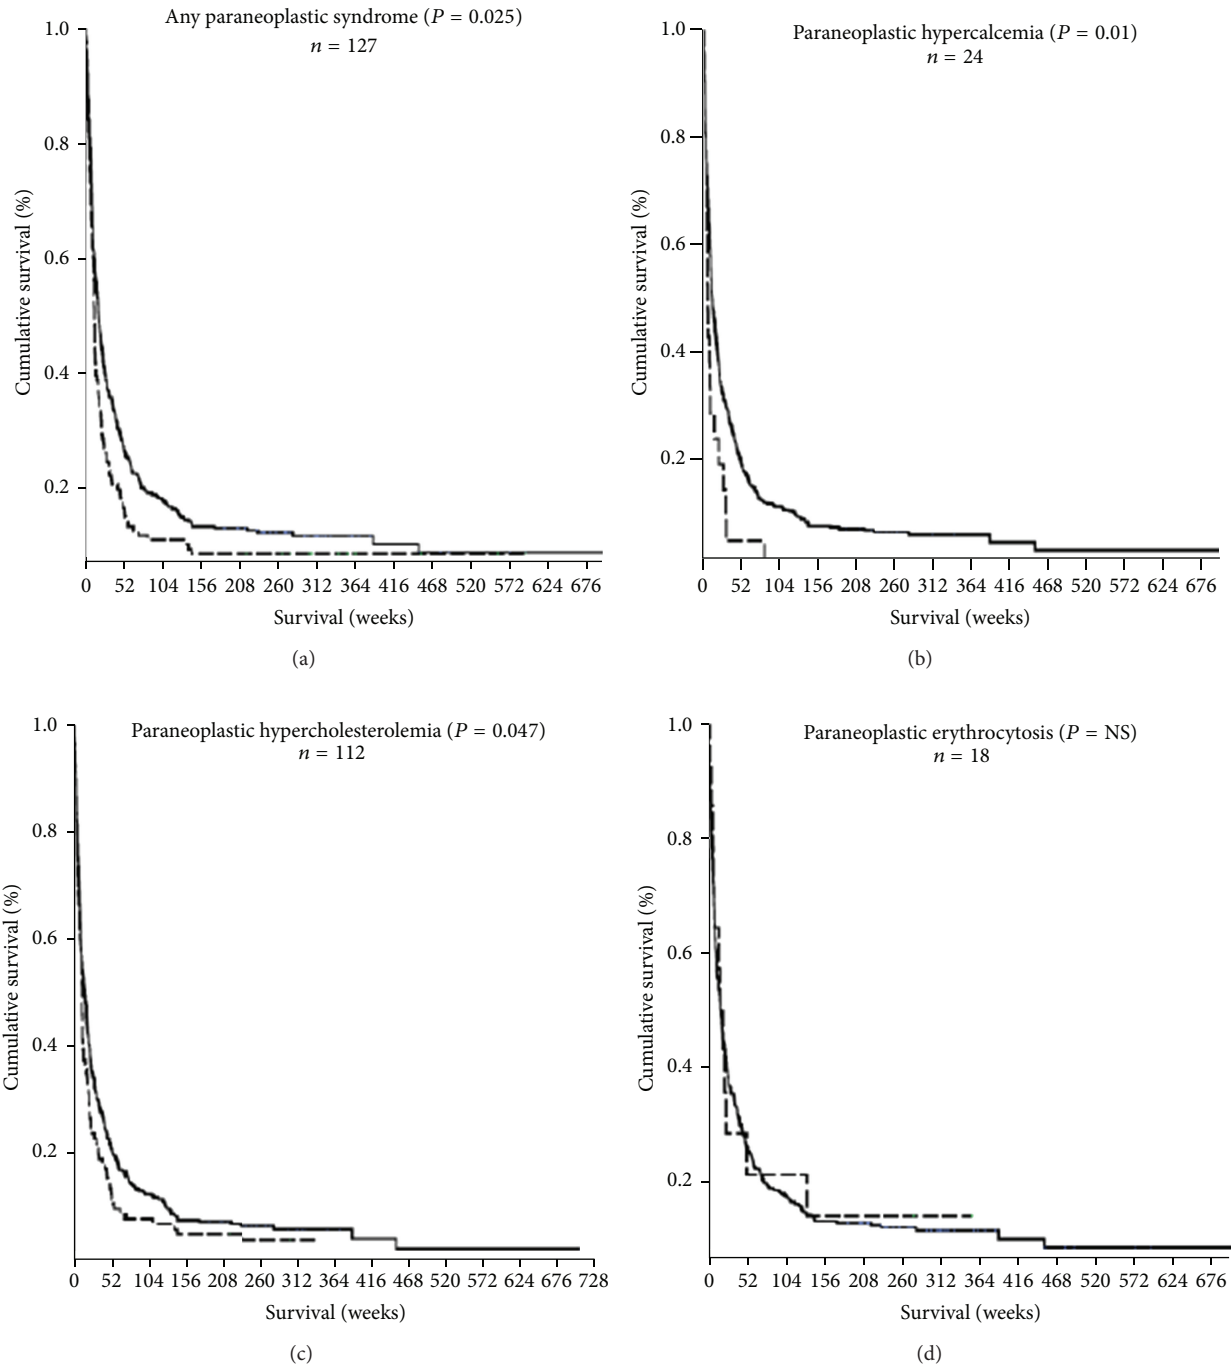 Any paraneoplastic syndrome (P = 0.025)
n = 127
1.0
0.8
0.6
0.4
0.2
Cumulative survival (%)
0 52 104 156 208 260 312 364 416 468 520 572 624 676
Survival (weeks)
(a)
Paraneoplastic hypercalcemia (P = 0.01)
n = 24
1.0
0.8
0.6
0.4
0.2
Cumulative survival (%)
0 52 104 156 208 260 312 364 416 468 520 572 624 676
Survival (weeks)
(b)
Paraneoplastic hypercholesterolemia (P = 0.047)
n = 112
1.0
0.8
0.6
0.4
0.2
Cumulative survival (%)
0 52 104 156 208 260 312 364 416 468 520 572 624 676 728
Survival (weeks)
(c)
Paraneoplastic erythrocytosis (P = NS)
n = 18
1.0
0.8
0.6
0.4
0.2
Cumulative survival (%)
0 52 104 156 208 260 312 364 416 468 520 572 624 676
Survival (weeks)
(d)